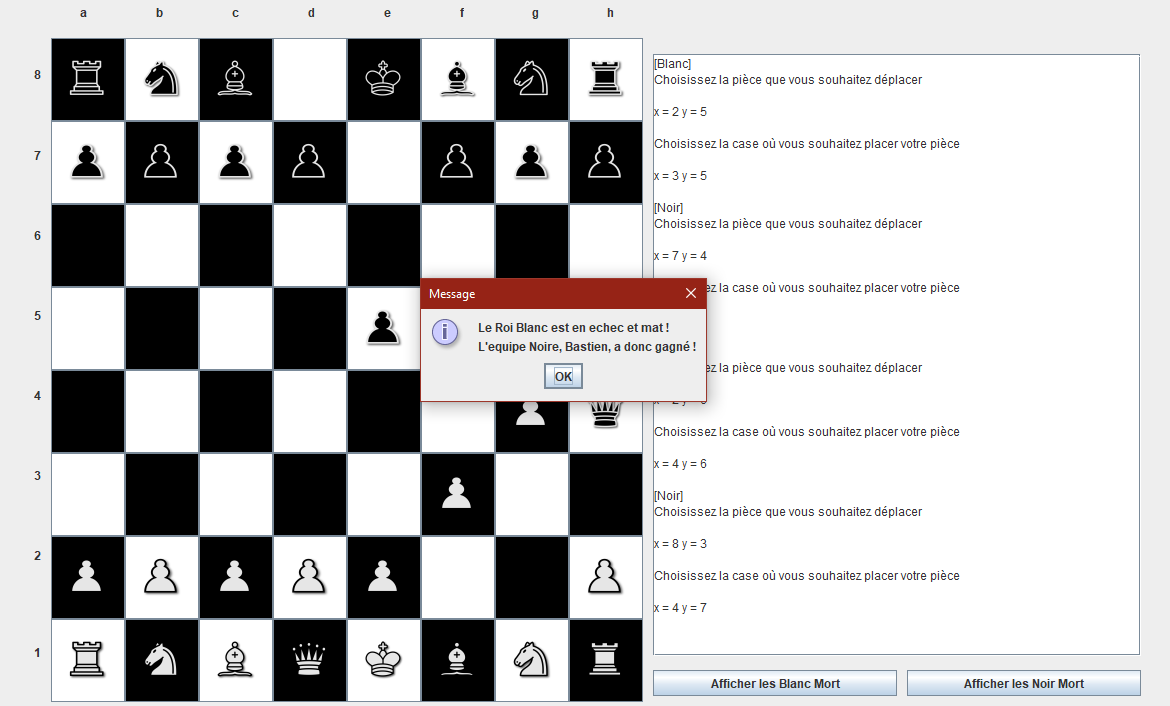 a b c d e f g h
8
7
6
5
4
3
2
1
[Blanc]
Choisissez la pièce que vous souhaitez déplacer
x = 2 y = 5
Choisissez la case où vous souhaitez placer votre pièce
x = 3 y = 5
[Noir]
Choisissez la pièce que vous souhaitez déplacer
x = 7 y = 4
la case où vous souhaitez placer votre pièce
la pièce que vous souhaitez déplacer
Choisissez la case où vous souhaitez placer votre pièce
x = 4 y = 6
[Noir]
Choisissez la pièce que vous souhaitez déplacer
x = 8 y = 3
Choisissez la case où vous souhaitez placer votre pièce
x = 4 y = 7
Message
Le Roi Blanc est en echec et mat !
L'equipe Noire, Bastien, a donc gagné !
OK
Afficher les Blanc Mort
Afficher les Noir Mort